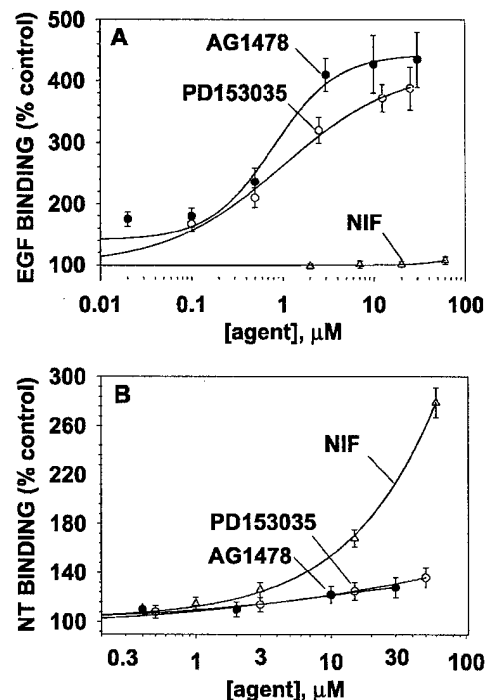 A
EGF BINDING (% control)
500
400
300
200
100
AG1478
PD153035
NIF
0.01 0.1 1 10 100
[agent], μM
B
NT BINDING (% control)
300
260
220
180
140
100
NIF
PD153035
AG1478
0.3 1 3 10 30 100
[agent], μM